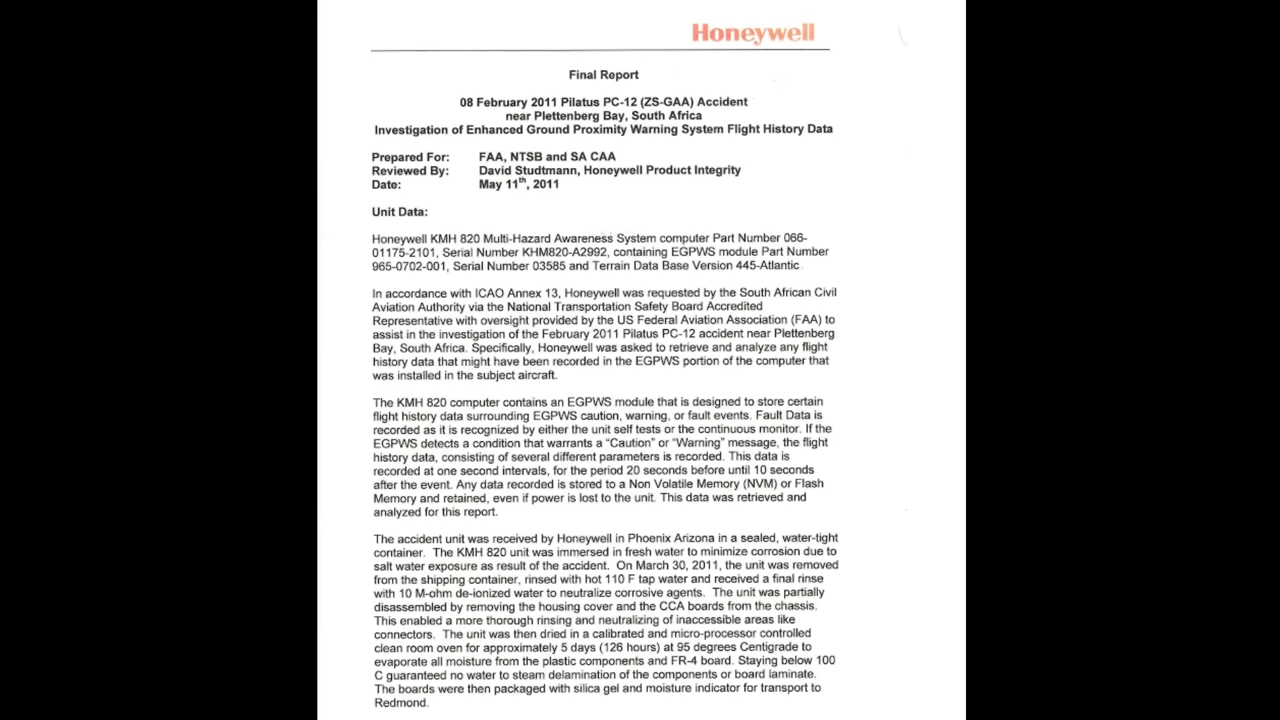 Honeywell
Final Report
08 February 2011 Pilatus PC-12 (ZS-GAA) Accident
near Plettenberg Bay, South Africa
Investigation of Enhanced Ground Proximity Warning System Flight History Data
Prepared For: FAA, NTSB and SA CAA
Reviewed By: David Studtmann, Honeywell Product Integrity
Date: May 11th, 2011
Unit Data:
Honeywell KMH 820 Multi-Hazard Awareness System computer Part Number 066-
01175-2101, Serial Number KHM820-A2992, containing EGPWS module Part Number
965-0702-001, Serial Number 03585 and Terrain Data Base Version 445-Atlantic.
In accordance with ICAO Annex 13, Honeywell was requested by the South African Civil
Aviation Authority via the National Transportation Safety Board Accredited
Representative with oversight provided by the US Federal Aviation Association (FAA) to
assist in the investigation of the February 2011 Pilatus PC-12 accident near Plettenberg
Bay, South Africa. Specifically, Honeywell was asked to retrieve and analyze any flight
history data that might have been recorded in the EGPWS portion of the computer that
was installed in the subject aircraft.
The KMH 820 computer contains an EGPWS module that is designed to store certain
flight history data surrounding EGPWS caution, warning, or fault events. Fault Data is
recorded as it is recognized by either the unit self tests or the continuous monitor. If the
EGPWS detects a condition that warrants a “Caution” or “Warning” message, the flight
history data, consisting of several different parameters is recorded. This data is
recorded at one second intervals, for the period 20 seconds before until 10 seconds
after the event. Any data recorded is stored to a Non Volatile Memory (NVM) or Flash
Memory and retained, even if power is lost to the unit. This data was retrieved and
analyzed for this report.
The accident unit was received by Honeywell in Phoenix Arizona in a sealed, water-tight
container. The KMH 820 unit was immersed in fresh water to minimize corrosion due to
salt water exposure as result of the accident. On March 30, 2011, the unit was removed
from the shipping container, rinsed with hot 110 F tap water and received a final rinse
with 10 M-ohm de-ionized water to neutralize corrosive agents. The unit was partially
disassembled by removing the housing cover and the CCA boards from the chassis.
This enabled a more thorough rinsing and neutralizing of inaccessible areas like
connectors. The unit was then dried in a calibrated and micro-processor controlled
clean room oven for approximately 5 days (126 hours) at 95 degrees Centigrade to
evaporate all moisture from the plastic components and FR-4 board. Staying below 100
C guaranteed no water to steam delamination of the components or board laminate.
The boards were then packaged with silica gel and moisture indicator for transport to
Redmond.